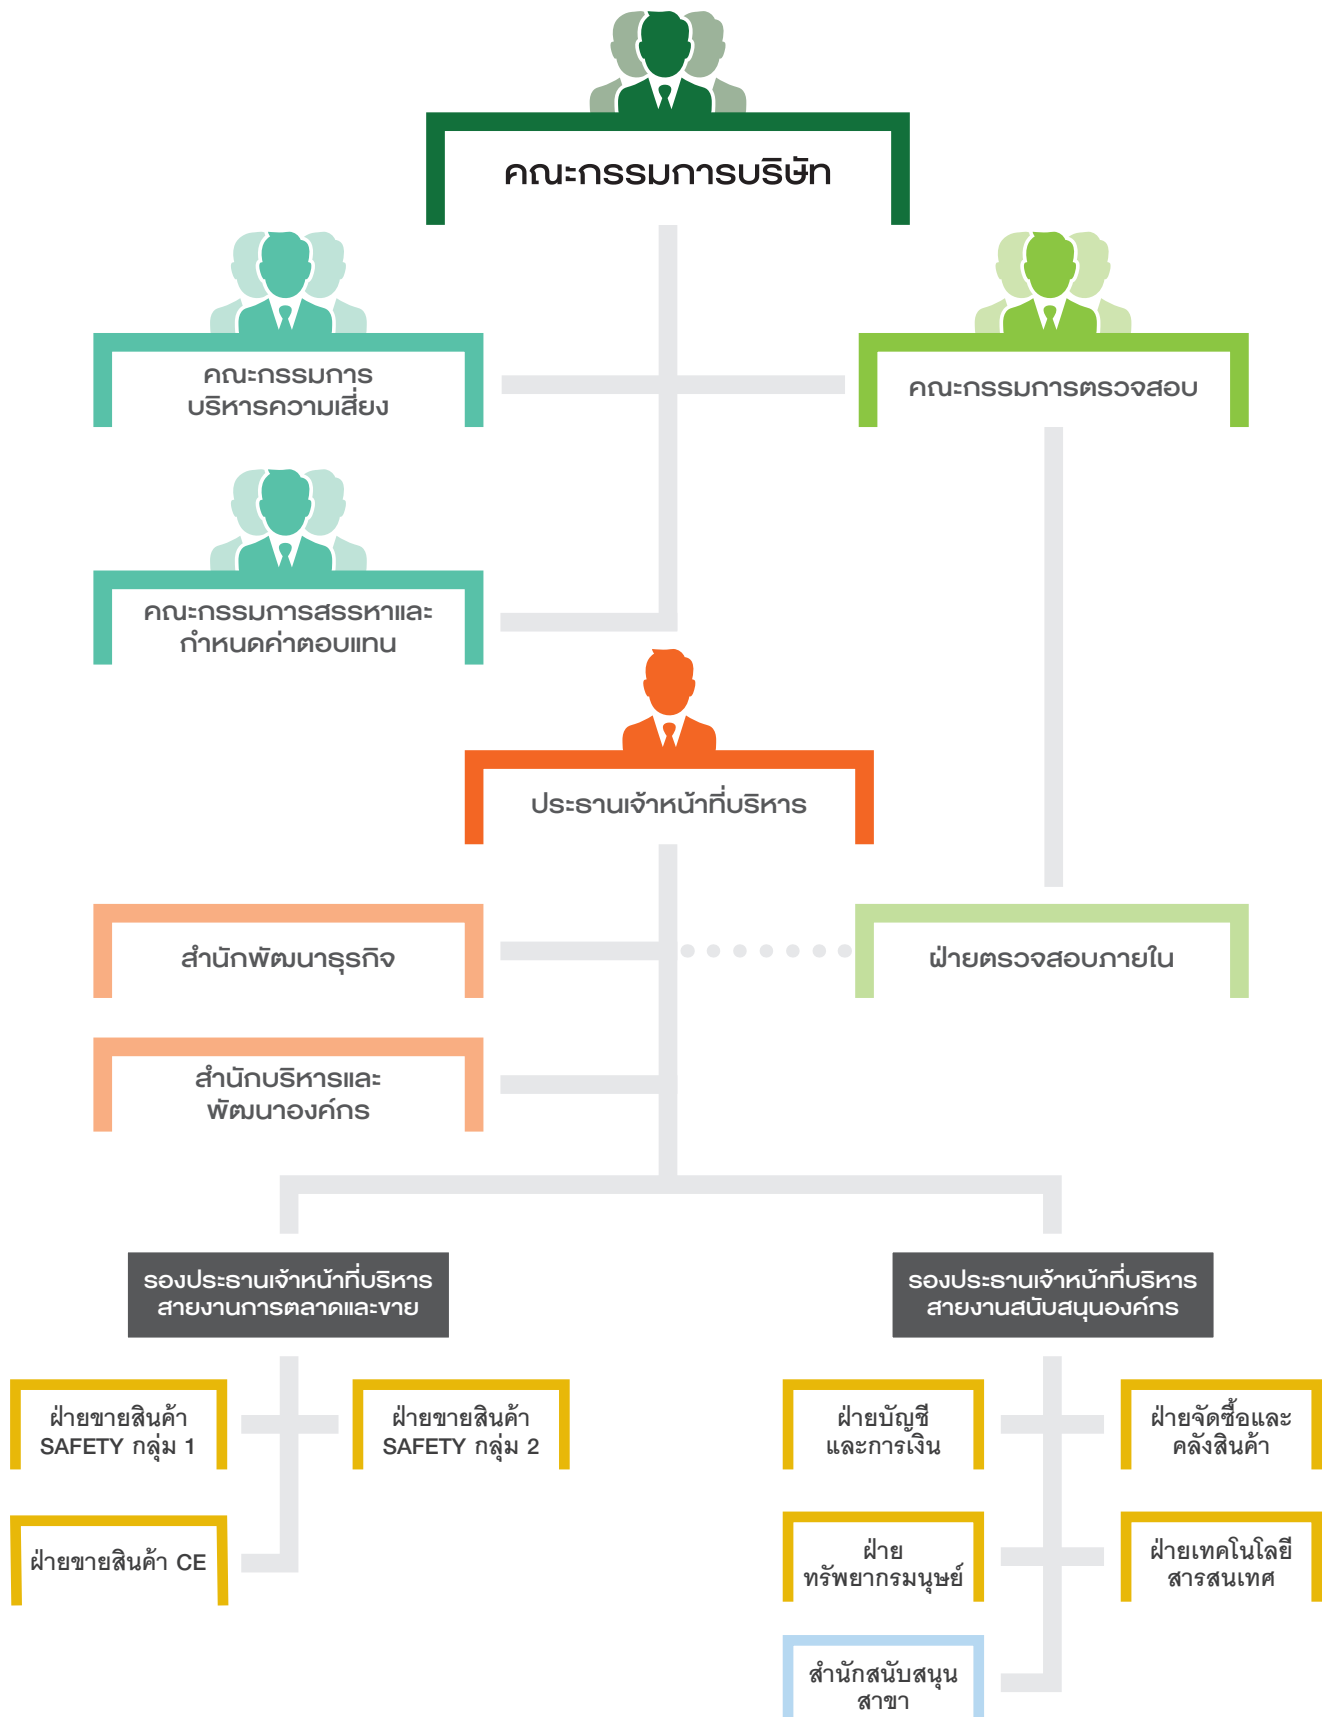 คณะกรรมการบริษัท
คณะกรรมการ
บริหารความเสี่ยง
คณะกรรมการตรวจสอบ
คณะกรรมการสรรหาและ
กำหนดค่าตอบแทน
ประธานเจ้าหน้าที่บริหาร
สำนักพัฒนาธุรกิจ
ฝ่ายตรวจสอบภายใน
สำนักบริหารและ
พัฒนาองค์กร
รองประธานเจ้าหน้าที่บริหาร
สายงานการตลาดและขาย
รองประธานเจ้าหน้าที่บริหาร
สายงานสนับสนุนองค์กร
ฝ่ายขายสินค้า
SAFETY กลุ่ม 1
ฝ่ายขายสินค้า
SAFETY กลุ่ม 2
ฝ่ายบัญชี
และการเงิน
ฝ่ายจัดซื้อและ
คลังสินค้า
ฝ่ายขายสินค้า CE
ฝ่าย
ทรัพยากรมนุษย์
ฝ่ายเทคโนโลยี
สารสนเทศ
สำนักสนับสนุน
สาขา